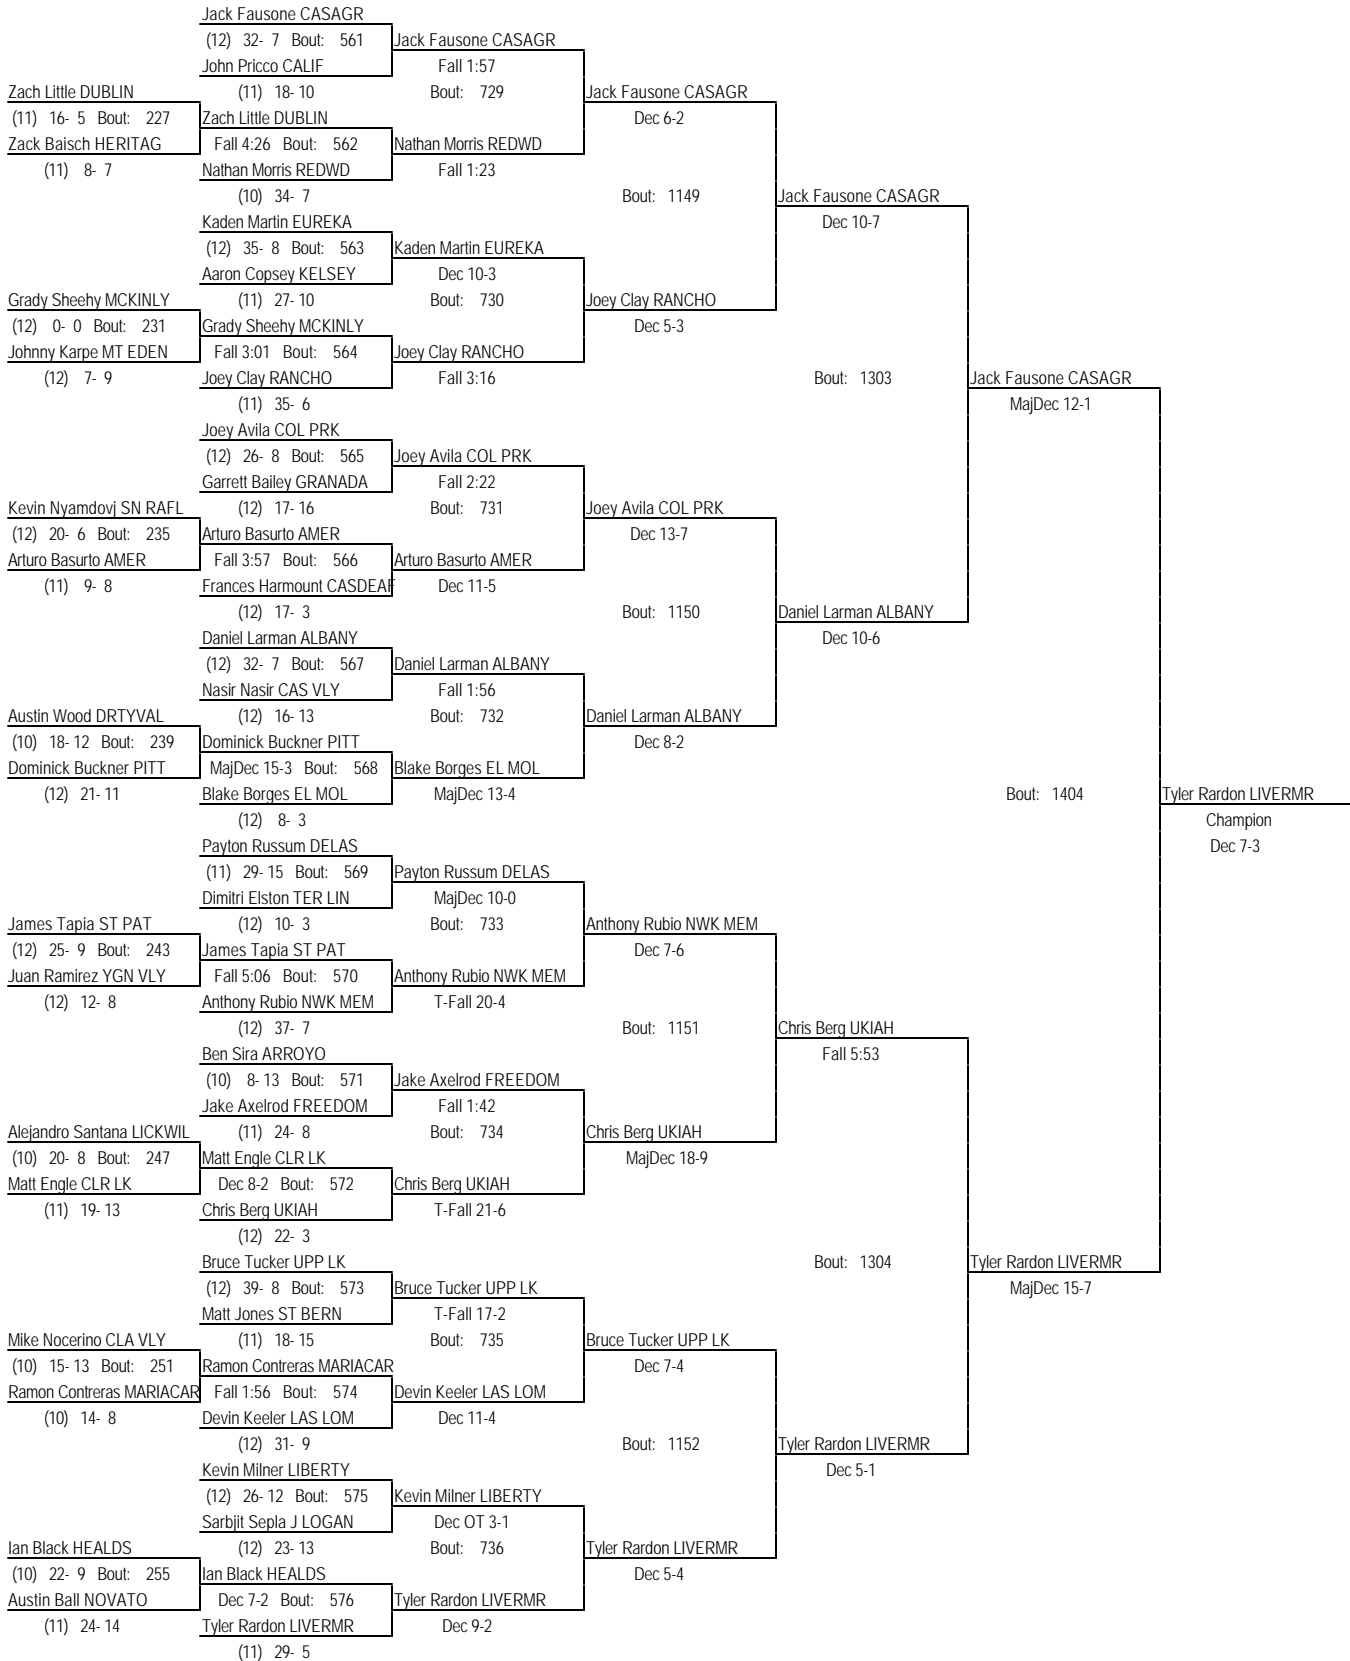 Jack Fausone CASAGR
(12) 32- 7 Bout: 561 Jack Fausone CASAGR
John Pricco CALIF Fall 1:57
Zach Little DUBLIN (11) 18- 10 Bout: 729 Jack Fausone CASAGR
(11) 16- 5 Bout: 227 Zach Little DUBLIN Dec 6-2
Zack Baisch HERITAG Fall 4:26 Bout: 562 Nathan Morris REDWD
(11) 8- 7 Nathan Morris REDWD Fall 1:23
(10) 34- 7 Bout: 1149 Jack Fausone CASAGR
Kaden Martin EUREKA Dec 10-7
(12) 35- 8 Bout: 563 Kaden Martin EUREKA
Aaron Copsey KELSEY Dec 10-3
Grady Sheehy MCKINLY (11) 27- 10 Bout: 730 Joey Clay RANCHO
(12) 0- 0 Bout: 231 Grady Sheehy MCKINLY Dec 5-3
Johnny Karpe MT EDEN Fall 3:01 Bout: 564 Joey Clay RANCHO
(12) 7- 9 Joey Clay RANCHO Fall 3:16 Bout: 1303 Jack Fausone CASAGR
(11) 35- 6 MajDec 12-1
Joey Avila COL PRK
(12) 26- 8 Bout: 565 Joey Avila COL PRK
Garrett Bailey GRANADA Fall 2:22
Kevin Nyamdovj SN RAFL (12) 17- 16 Bout: 731 Joey Avila COL PRK
(12) 20- 6 Bout: 235 Arturo Basurto AMER Dec 13-7
Arturo Basurto AMER Fall 3:57 Bout: 566 Arturo Basurto AMER
(11) 9- 8 Frances Harmount CASDEAF Dec 11-5
(12) 17- 3 Bout: 1150 Daniel Larman ALBANY
Daniel Larman ALBANY Dec 10-6
(12) 32- 7 Bout: 567 Daniel Larman ALBANY
Nasir Nasir CAS VLY Fall 1:56
Austin Wood DRTYVAL (12) 16- 13 Bout: 732 Daniel Larman ALBANY
(10) 18- 12 Bout: 239 Dominick Buckner PITT Dec 8-2
Dominick Buckner PITT MajDec 15-3 Bout: 568 Blake Borges EL MOL
(12) 21- 11 Blake Borges EL MOL MajDec 13-4 Bout: 1404 Tyler Rardon LIVERMR
(12) 8- 3 Champion
Payton Russum DELAS Dec 7-3
(11) 29- 15 Bout: 569 Payton Russum DELAS
Dimitri Elston TER LIN MajDec 10-0
James Tapia ST PAT (12) 10- 3 Bout: 733 Anthony Rubio NWK MEM
(12) 25- 9 Bout: 243 James Tapia ST PAT Dec 7-6
Juan Ramirez YGN VLY Fall 5:06 Bout: 570 Anthony Rubio NWK MEM
(12) 12- 8 Anthony Rubio NWK MEM T-Fall 20-4
(12) 37- 7 Bout: 1151 Chris Berg UKIAH
Ben Sira ARROYO Fall 5:53
(10) 8- 13 Bout: 571 Jake Axelrod FREEDOM
Jake Axelrod FREEDOM Fall 1:42
Alejandro Santana LICKWIL (11) 24- 8 Bout: 734 Chris Berg UKIAH
(10) 20- 8 Bout: 247 Matt Engle CLR LK MajDec 18-9
Matt Engle CLR LK Dec 8-2 Bout: 572 Chris Berg UKIAH
(11) 19- 13 Chris Berg UKIAH T-Fall 21-6
(12) 22- 3
Bruce Tucker UPP LK Bout: 1304 Tyler Rardon LIVERMR
(12) 39- 8 Bout: 573 Bruce Tucker UPP LK MajDec 15-7
Matt Jones ST BERN T-Fall 17-2
Mike Nocerino CLA VLY (11) 18- 15 Bout: 735 Bruce Tucker UPP LK
(10) 15- 13 Bout: 251 Ramon Contreras MARIACAR Dec 7-4
Ramon Contreras MARIACAR Fall 1:56 Bout: 574 Devin Keeler LAS LOM
(10) 14- 8 Devin Keeler LAS LOM Dec 11-4
(12) 31- 9 Bout: 1152 Tyler Rardon LIVERMR
Kevin Milner LIBERTY Dec 5-1
(12) 26- 12 Bout: 575 Kevin Milner LIBERTY
Sarbjit Sepla J LOGAN Dec OT 3-1
Ian Black HEALDS (12) 23- 13 Bout: 736 Tyler Rardon LIVERMR
(10) 22- 9 Bout: 255 Ian Black HEALDS Dec 5-4
Austin Ball NOVATO Dec 7-2 Bout: 576 Tyler Rardon LIVERMR
(11) 24- 14 Tyler Rardon LIVERMR Dec 9-2
(11) 29- 5